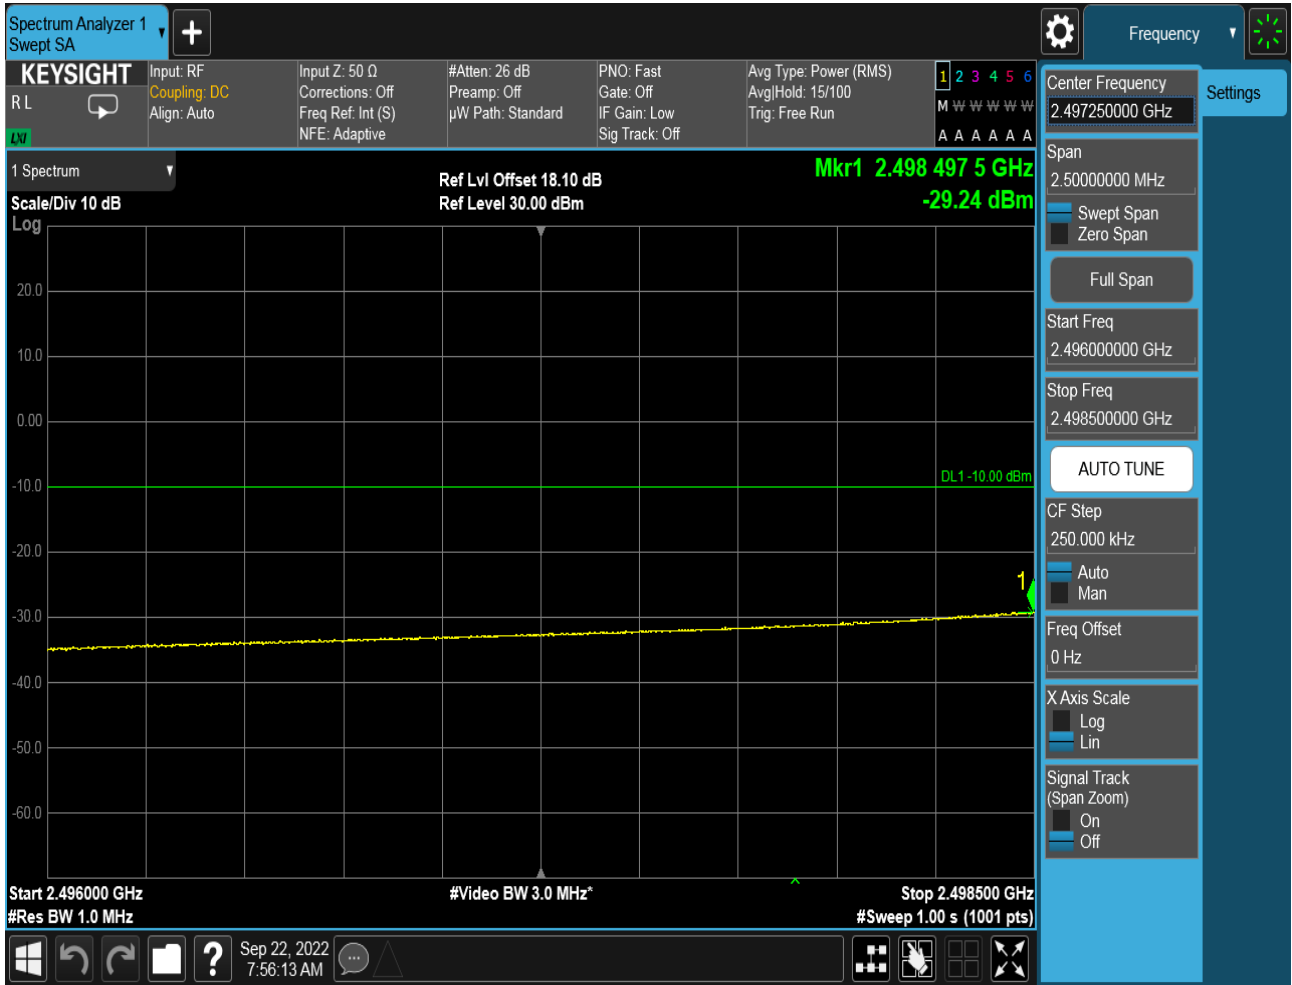 Spectrum Analyzer 1
Swept SA
Frequency
KEYSIGHT
R L
LXI
Input: RF
Coupling: DC
Align: Auto
Input Z: 50 Ω
Corrections: Off
Freq Ref: Int (S)
NFE: Adaptive
#Atten: 26 dB
Preamp: Off
µW Path: Standard
PNO: Fast
Gate: Off
IF Gain: Low
Sig Track: Off
Avg Type: Power (RMS)
Avg|Hold: 15/100
Trig: Free Run
1 2 3 4 5 6
M W W W W W
A A A A A A
1 Spectrum
Scale/Div 10 dB
Log
Ref Lvl Offset 18.10 dB
Ref Level 30.00 dBm
Mkr1 2.498 497 5 GHz
-29.24 dBm
20.0
10.0
0.00
-10.0
-20.0
-30.0
-40.0
-50.0
-60.0
DL1 -10.00 dBm
1
Start 2.496000 GHz
#Res BW 1.0 MHz
#Video BW 3.0 MHz*
Stop 2.498500 GHz
#Sweep 1.00 s (1001 pts)
Sep 22, 2022
7:56:13 AM
Settings
Center Frequency
2.497250000 GHz
Span
2.50000000 MHz
Swept Span
Zero Span
Full Span
Start Freq
2.496000000 GHz
Stop Freq
2.498500000 GHz
AUTO TUNE
CF Step
250.000 kHz
Auto
Man
Freq Offset
0 Hz
X Axis Scale
Log
Lin
Signal Track
(Span Zoom)
On
Off